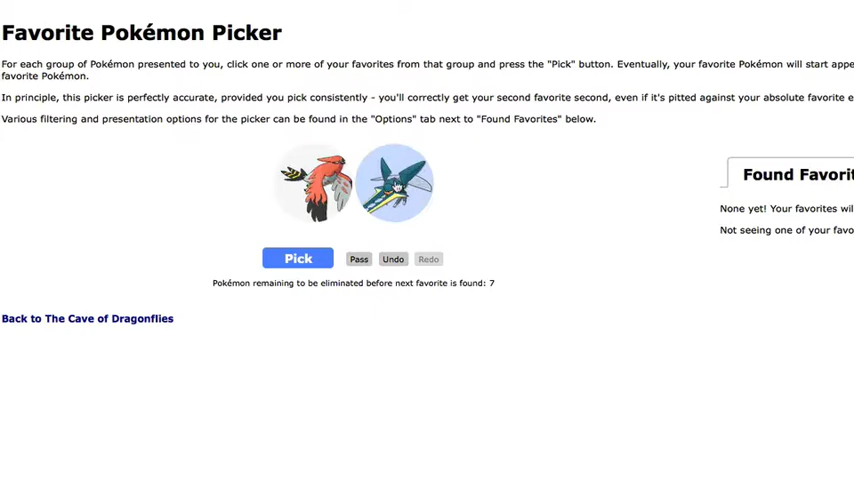 Favorite Pokémon Picker
For each group of Pokémon presented to you, click one or more of your favorites from that group and press the "Pick" button. Eventually, your favorite Pokémon will start appe
favorite Pokémon.
In principle, this picker is perfectly accurate, provided you pick consistently - you'll correctly get your second favorite second, even if it's pitted against your absolute favorite e
Various filtering and presentation options for the picker can be found in the "Options" tab next to "Found Favorites" below.
Found Favorit
None yet! Your favorites wil
Not seeing one of your favo
Pick Pass Undo Redo
Pokémon remaining to be eliminated before next favorite is found: 7
Back to The Cave of Dragonflies